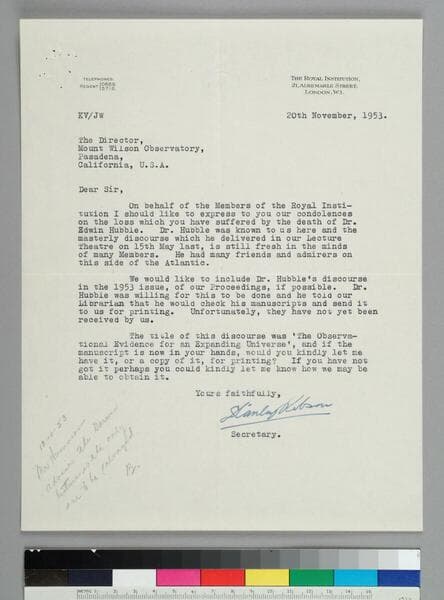 TELEPHONES:
REGENT
THE ROYAL INSTITUTION,
21, ALBEMARLE STREET,
LONDON, W.1.
KV/JW
20th November, 1953.
The Director,
Mount Wilson Observatory,
Pasadena,
California, U.S.A.
Dear Sir,
On behalf of the Members of the Royal Insti-
tution I should like to express to you our condolences
on the loss which you have suffered by the death of Dr.
Edwin Hubble. Dr. Hubble was known to us here and the
masterly discourse which he delivered in our Lecture
Theatre on 15th May last, is still fresh in the minds
of many Members. He had many friends and admirers on
this side of the Atlantic.
We would like to include Dr. Hubble's discourse
in the 1953 issue, of our Proceedings, if possible. Dr.
Hubble was willing for this to be done and he told our
Librarian that he would check his manuscripts and send it
to us for printing. Unfortunately, they have not yet been
received by us.
The title of this discourse was 'The Observa-
tional Evidence for an Expanding Universe', and if the
manuscript is now in your hands, would you kindly let me
have it, or a copy of it, for printing? If you have not
got it perhaps you could kindly let me know how we may be
able to obtain it.
Yours faithfully,
Secretary.